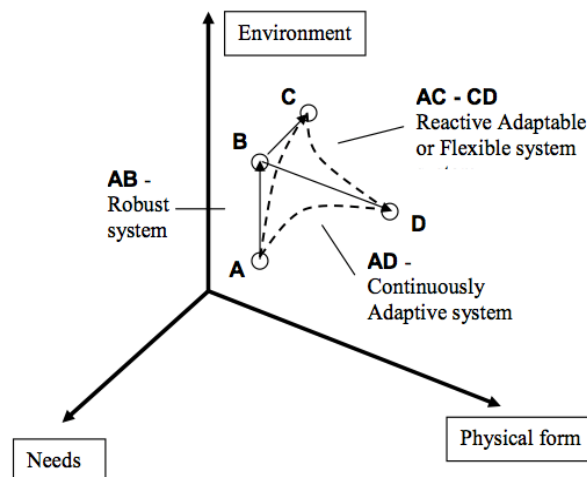 Environment
C
AC - CD
Reactive Adaptable
or Flexible system
B
AB -
Robust
system
D
A
AD -
Continuously
Adaptive system
Physical form
Needs